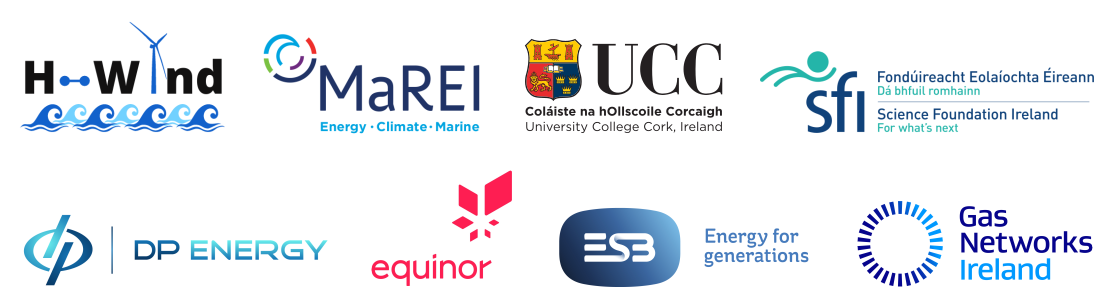 H Wind
MaREI
Energy · Climate · Marine
UCC
Coláiste na hOllscoile Corcaigh
University College Cork, Ireland
sfi
Fondúireacht Eolaíochta Éireann
Dá bhfuil romhainn
Science Foundation Ireland
For what's next
DP ENERGY
equinor
ESB
Energy for
generations
Gas
Networks
Ireland